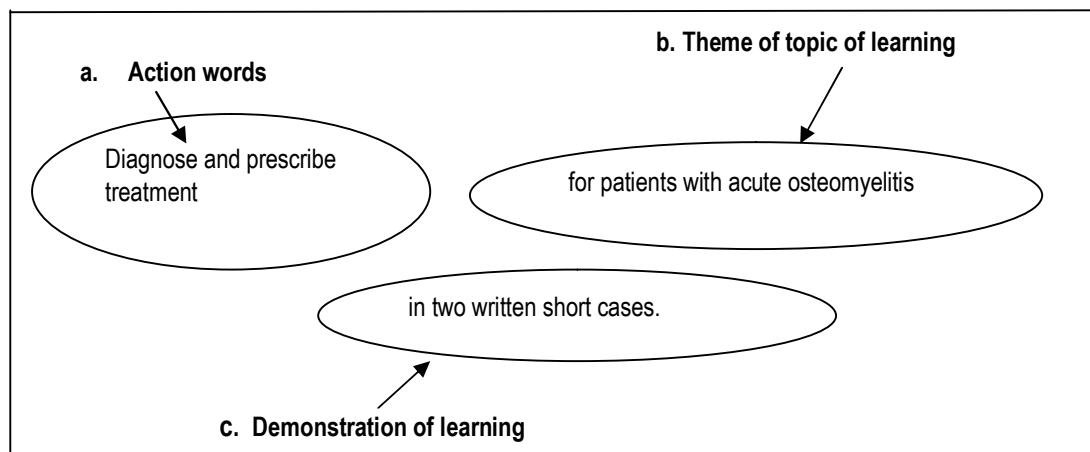 b. Theme of topic of learning
a. Action words
Diagnose and prescribe
treatment
for patients with acute osteomyelitis
in two written short cases.
c. Demonstration of learning